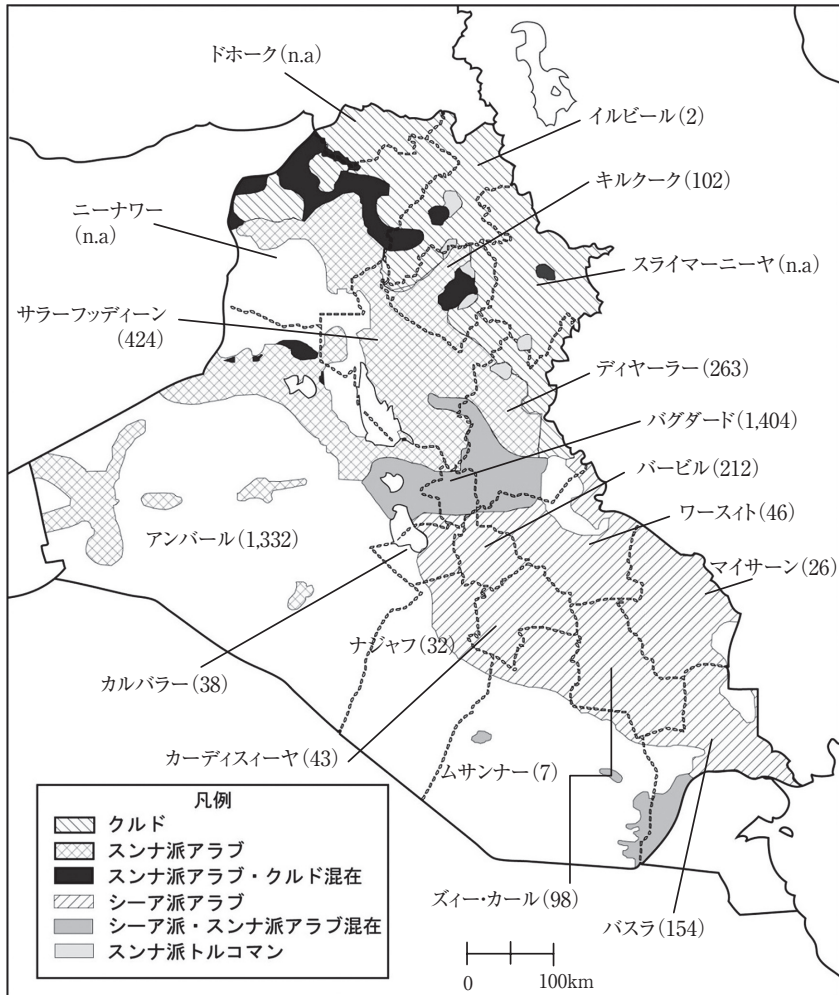 ドホーク(n.a)
イルビール(2)
キルクーク(102)
ニーナワー
(n.a)
スライマーニーヤ(n.a)
サラーフッディーン
(424)
ディヤーラー(263)
バグダード(1,404)
バービル(212)
ワースィト(46)
アンバール(1,332)
マイサーン(26)
ナジャフ(32)
カルバラー(38)
カーディスィーヤ(43)
ムサンナー(7)
凡例
クルド
スンナ派アラブ
スンナ派アラブ・クルド混在
シーア派アラブ
シーア派・スンナ派アラブ混在
スンナ派トルコマン
ズィー・カール(98)
バスラ(154)
0 100km